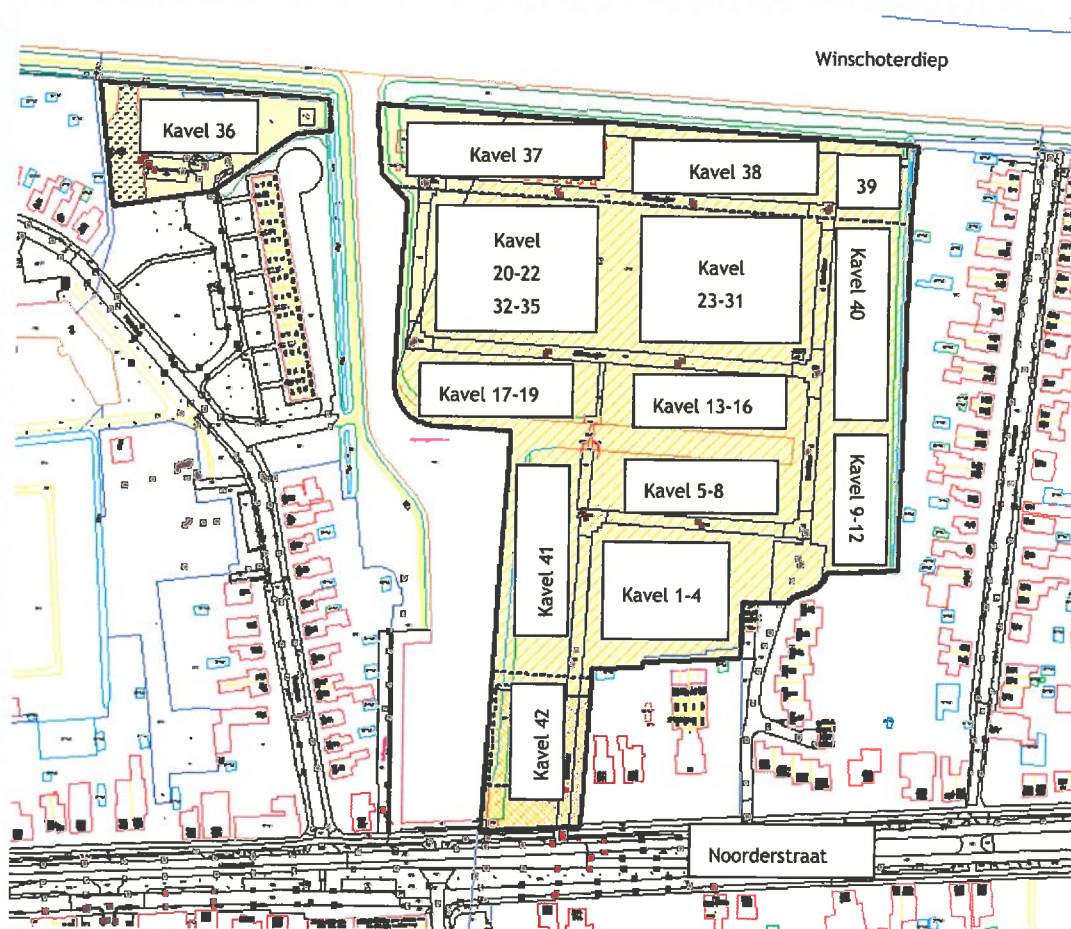 Winschoterdiep
Kavel 36
Kavel 37
Kavel 38
39
Kavel
20-22
32-35
Kavel
23-31
Kavel 40
Kavel 17-19
Kavel 13-16
Kavel 5-8
Kavel 9-12
Kavel 41
Kavel 1-4
Kavel 42
Noorderstraat